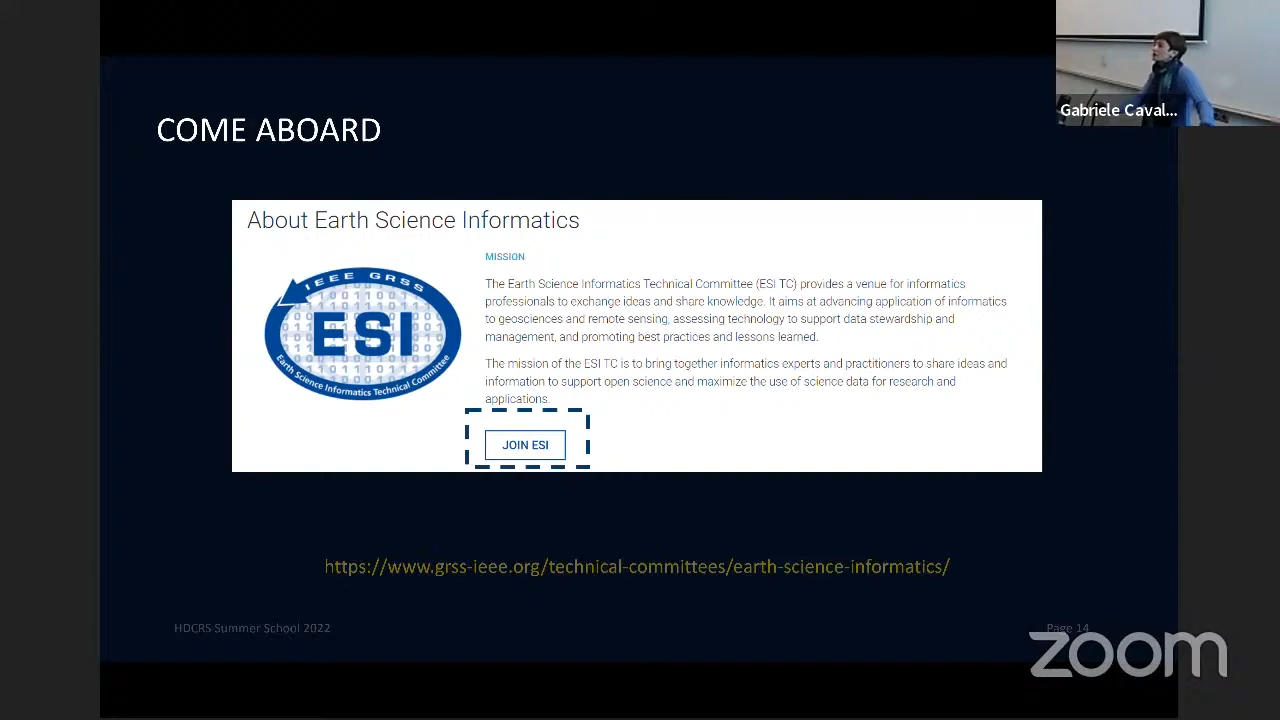 Gabriele Caval...
COME ABOARD
About Earth Science Informatics
IEEE GRSS
ESI
Earth Science Informatics Technical Committee
MISSION
The Earth Science Informatics Technical Committee (ESI TC) provides a venue for informatics
professionals to exchange ideas and share knowledge. It aims at advancing application of informatics
to geosciences and remote sensing, assessing technology to support data stewardship and
management, and promoting best practices and lessons learned.
The mission of the ESI TC is to bring together informatics experts and practitioners to share ideas and
information to support open science and maximize the use of science data for research and
applications.
JOIN ESI
https://www.grss-ieee.org/technical-committees/earth-science-informatics/
HDCRS Summer School 2022
Page 14
zoom